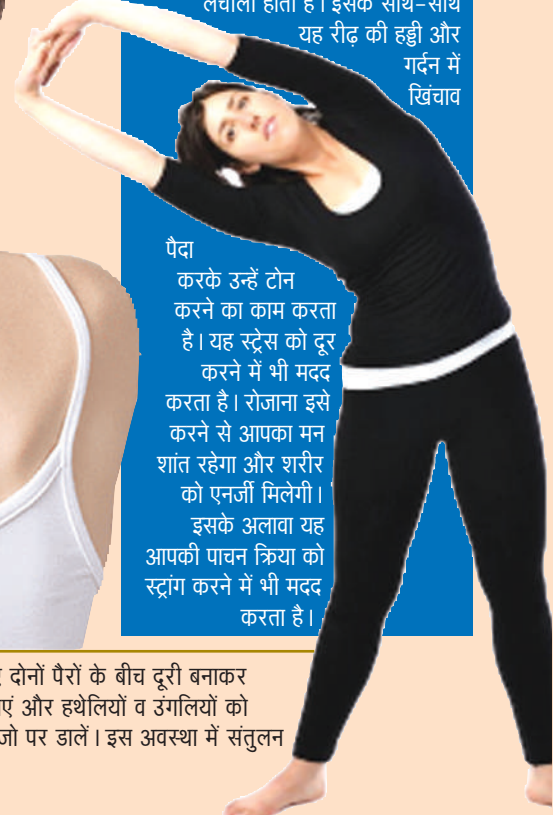 लचीला होता है। इसके साथ-साथ
यह रीढ़ की हड्डी और
गर्दन में
खिंचाव
पैदा
करके उन्हें टोन
करने का काम करता
है। यह स्ट्रेस को दूर
करने में भी मदद
करता है। रोजाना इसे
करने से आपका मन
शांत रहेगा और शरीर
को एनर्जी मिलेगी।
इसके अलावा यह
आपकी पाचन क्रिया को
स्ट्रांग करने में भी मदद
करता है।
दोनों पैरों के बीच दूरी बनाकर
और हथेलियों व उंगलियों को
पर डालें। इस अवस्था में संतुलन